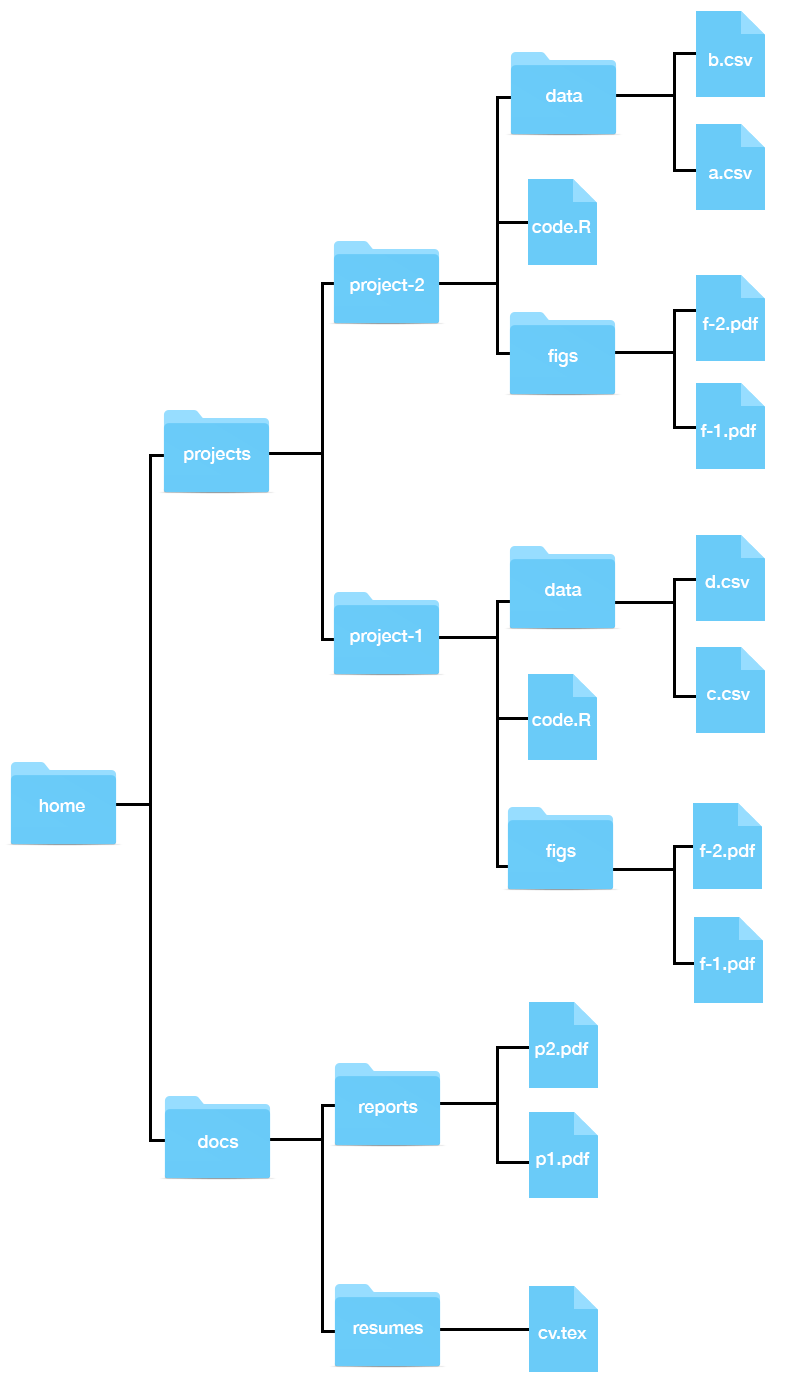 b.csv
data
a.csv
code.R
project-2
f-2.pdf
figs
f-1.pdf
projects
d.csv
data
project-1
c.csv
code.R
home
f-2.pdf
figs
f-1.pdf
p2.pdf
reports
docs
p1.pdf
resumes
cv.tex